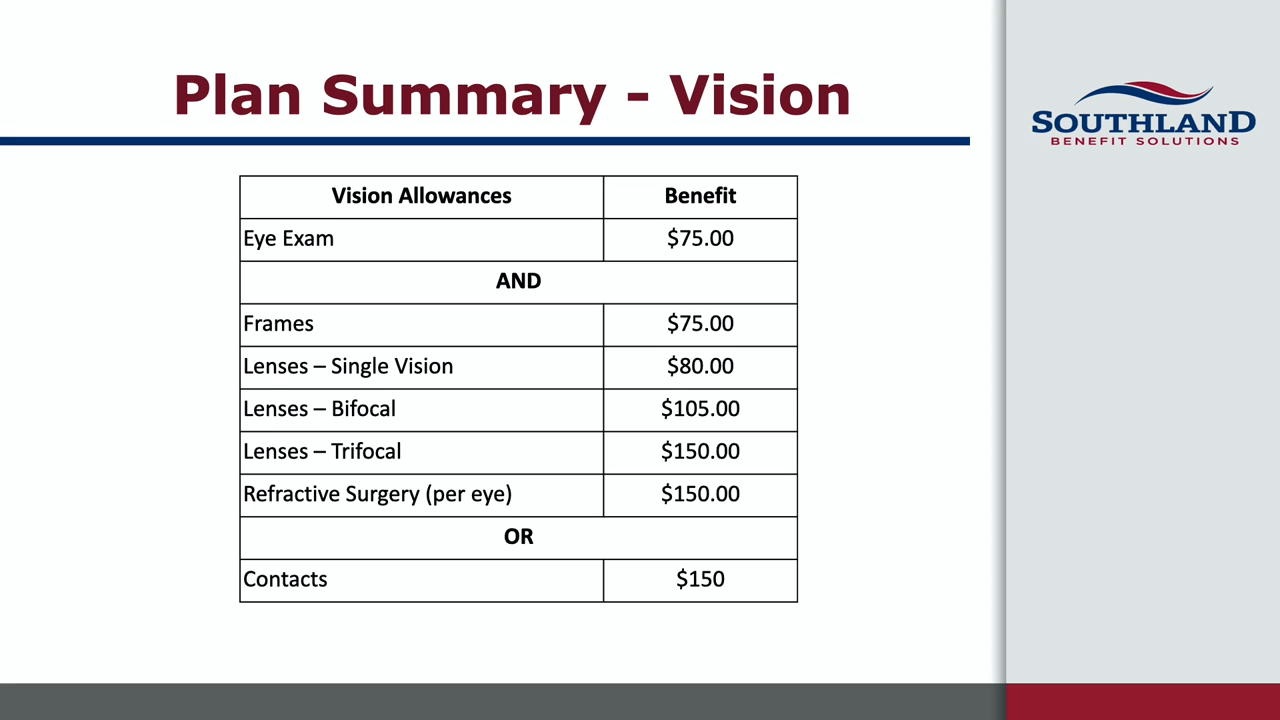 Plan Summary - Vision
SOUTHLAND
BENEFIT SOLUTIONS
Vision Allowances Benefit
Eye Exam $75.00
AND
Frames $75.00
Lenses – Single Vision $80.00
Lenses – Bifocal $105.00
Lenses – Trifocal $150.00
Refractive Surgery (per eye) $150.00
OR
Contacts $150